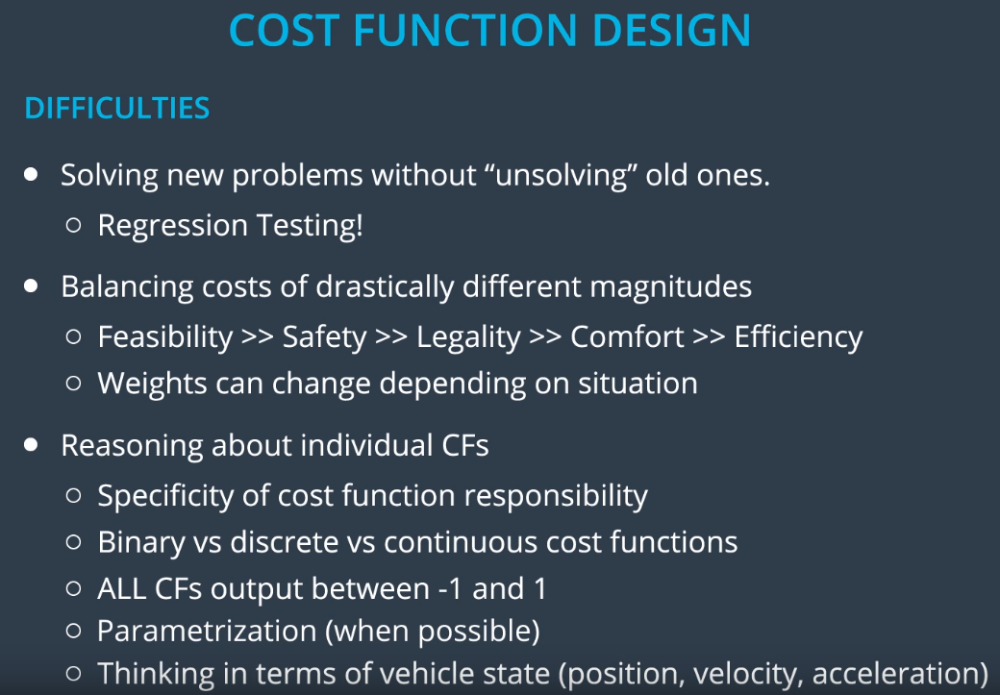 COST FUNCTION DESIGN
DIFFICULTIES
● Solving new problems without “unsolving” old ones.
○ Regression Testing!
● Balancing costs of drastically different magnitudes
○ Feasibility >> Safety >> Legality >> Comfort >> Efficiency
○ Weights can change depending on situation
● Reasoning about individual CFs
○ Specificity of cost function responsibility
○ Binary vs discrete vs continuous cost functions
○ ALL CFs output between -1 and 1
○ Parametrization (when possible)
○ Thinking in terms of vehicle state (position, velocity, acceleration)